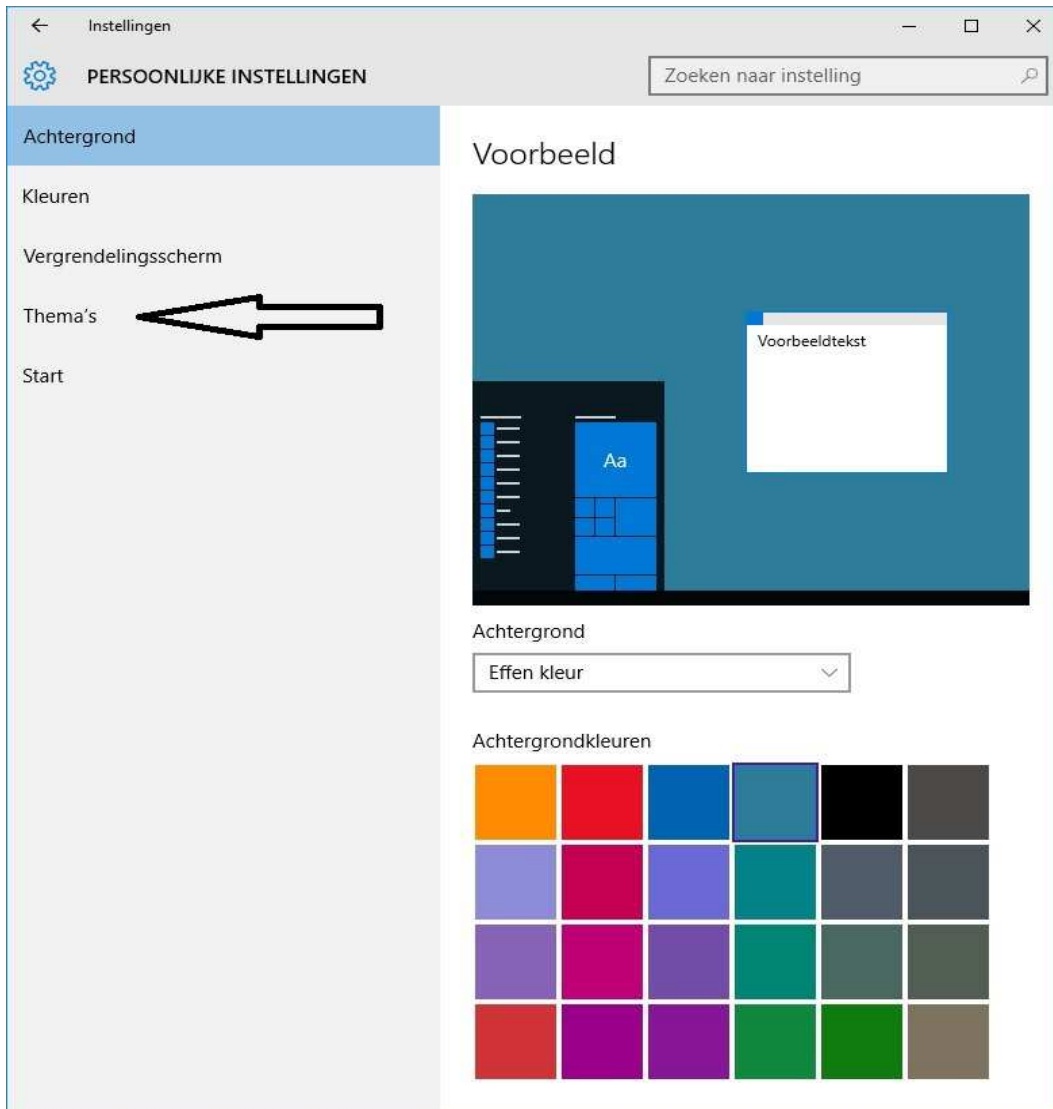 Instellingen
PERSOONLIJKE INSTELLINGEN
Zoeken naar instelling
Achtergrond
Kleuren
Vergrendelingsscherm
Thema's
Start
Voorbeeld
Voorbeeldtekst
Aa
Achtergrond
Effen kleur
Achtergrondkleuren